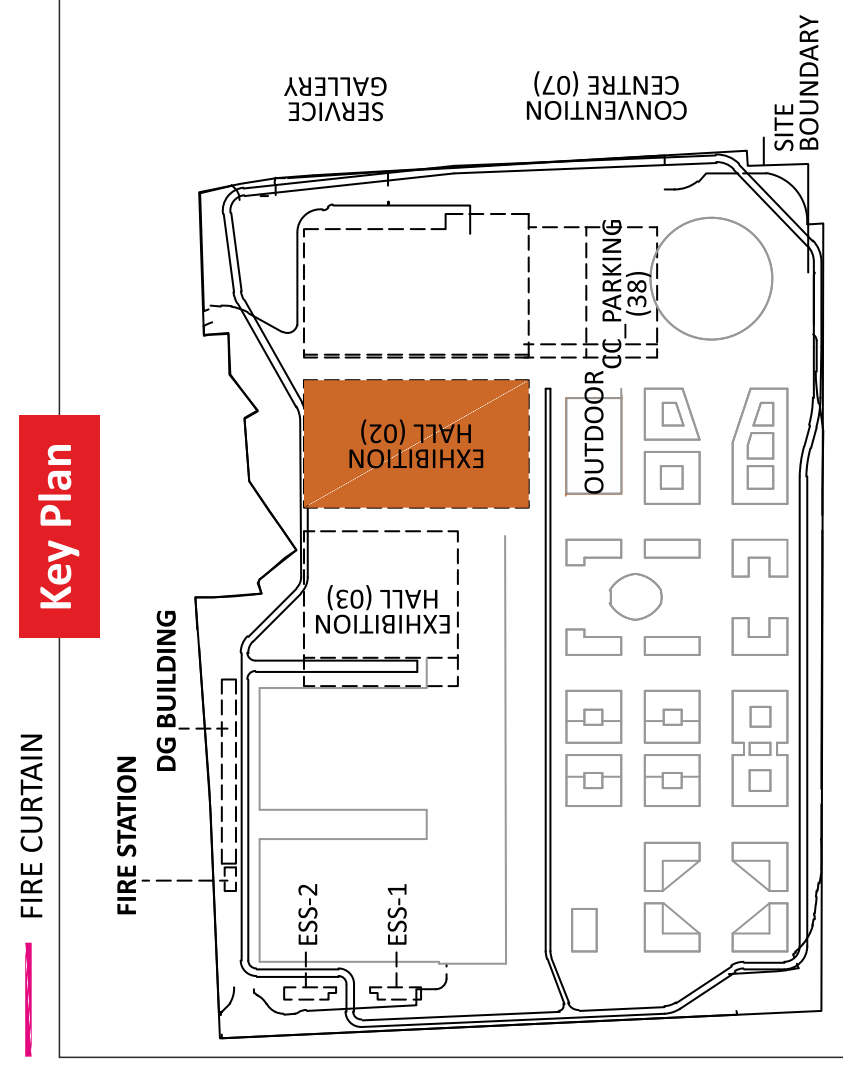 FIRE CURTAIN
Key Plan
FIRE STATION
DG BUILDING
SERVICE
GALLERY
CONVENTION
CENTRE (07)
SITE
BOUNDARY
EXHIBITION
HALL (02)
EXHIBITION
HALL (03)
OUTDOOR
CC_PARKING
(38)
ESS-2
ESS-1